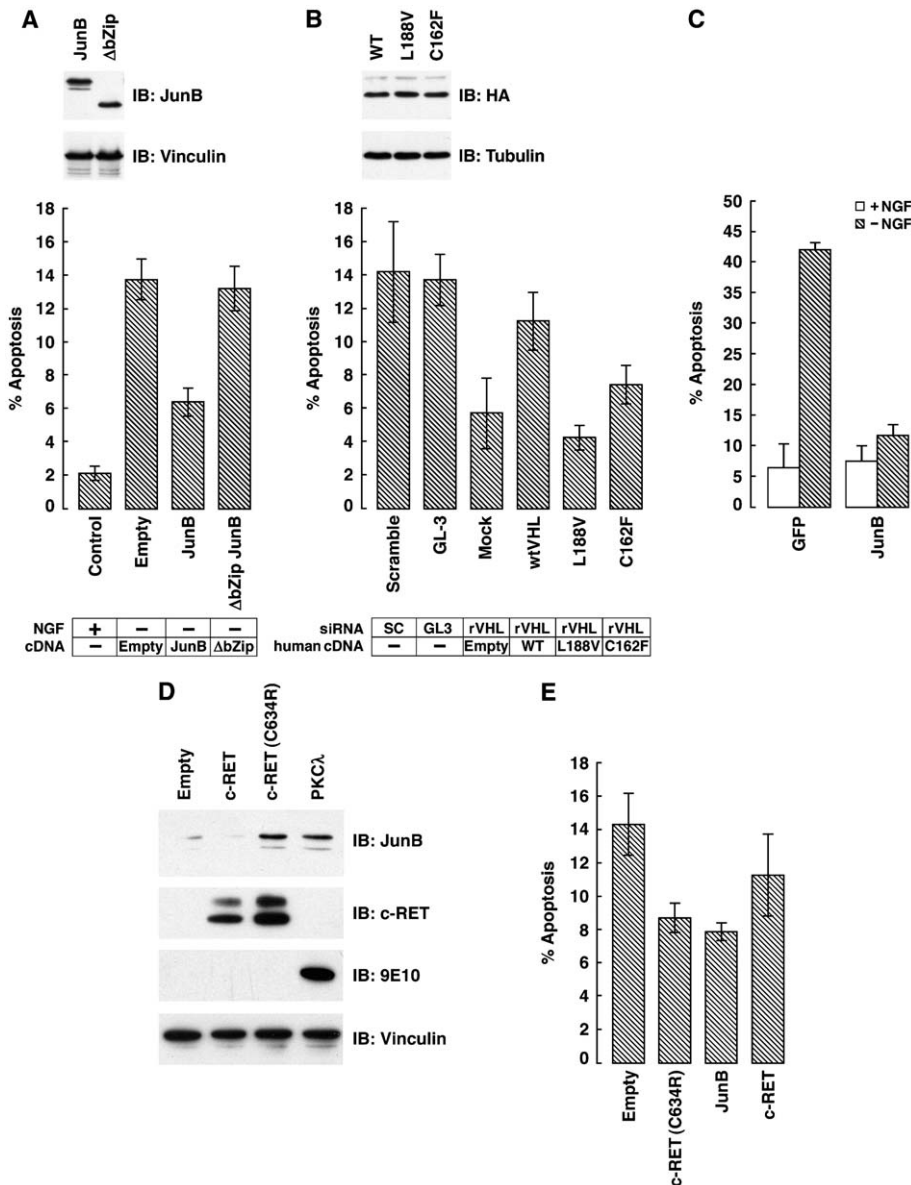 A
JunB
ΔbZip
IB: JunB
IB: Vinculin
% Apoptosis
18
16
14
12
10
8
6
4
2
0
Control
Empty
JunB
ΔbZip JunB
NGF + − − −
cDNA − Empty JunB ΔbZip
B
WT
L188V
C162F
IB: HA
IB: Tubulin
% Apoptosis
18
16
14
12
10
8
6
4
2
0
Scramble
GL-3
Mock
wtVHL
L188V
C162F
siRNA SC GL3 rVHL rVHL rVHL rVHL
human cDNA − − Empty WT L188V C162F
C
+ NGF
− NGF
% Apoptosis
50
45
40
35
30
25
20
15
10
5
0
GFP
JunB
D
Empty
c-RET
c-RET (C634R)
PKCλ
IB: JunB
IB: c-RET
IB: 9E10
IB: Vinculin
E
% Apoptosis
18
16
14
12
10
8
6
4
2
0
Empty
c-RET (C634R)
JunB
c-RET